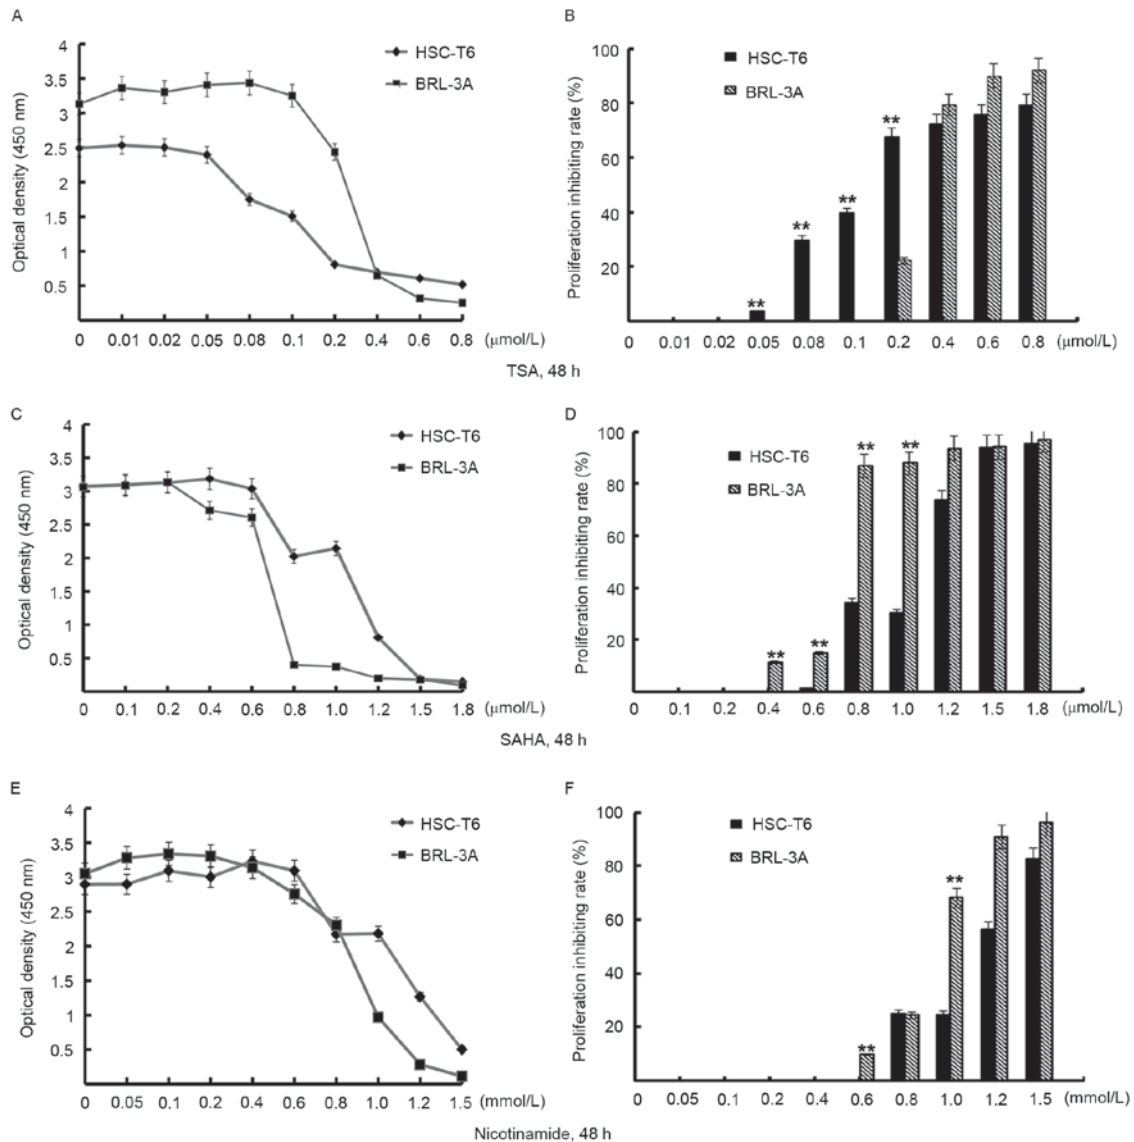 A
4
3.5
3
2.5
2
1.5
1
0.5
Optical density (450 nm)
HSC-T6
BRL-3A
0 0.01 0.02 0.05 0.08 0.1 0.2 0.4 0.6 0.8 (μmol/L)
B
100
80
60
40
20
Proliferation inhibiting rate (%)
HSC-T6
BRL-3A
** ** ** **
0 0.01 0.02 0.05 0.08 0.1 0.2 0.4 0.6 0.8 (μmol/L)
TSA, 48 h
C
4
3.
2.5
2
1.5
1
0.5
Optical density (450 nm)
HSC-T6
BRL-3A
0 0.1 0.2 0.4 0.6 0.8 1.0 1.2 1.5 1.8 (μmol/L)
D
100
80
60
40
20
Proliferation inhibiting rate (%)
HSC-T6
BRL-3A
** ** ** **
0 0.1 0.2 0.4 0.6 0.8 1.0 1.2 1.5 1.8 (μmol/L)
SAHA, 48 h
E
4
3.5
3
2.5
2
1.5
1
0.5
Optical density (450 nm)
HSC-T6
BRL-3A
0 0.05 0.1 0.2 0.4 0.6 0.8 1.0 1.2 1.5 (mmol/L)
F
100
80
60
40
20
Proliferation inhibiting rate (%)
HSC-T6
BRL-3A
** **
0 0.05 0.1 0.2 0.4 0.6 0.8 1.0 1.2 1.5 (mmol/L)
Nicotinamide, 48 h